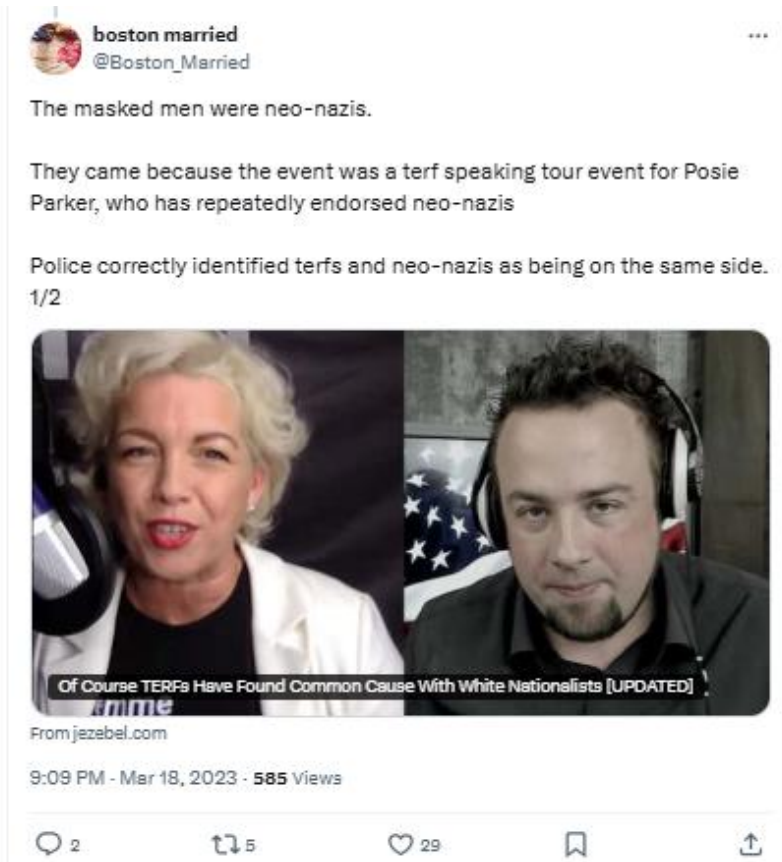 boston married
@Boston_Married
The masked men were neo-nazis.
They came because the event was a terf speaking tour event for Posie
Parker, who has repeatedly endorsed neo-nazis
Police correctly identified terfs and neo-nazis as being on the same side.
1/2
Of Course TERFs Have Found Common Cause With White Nationalists [UPDATED]
From jezebel.com
9:09 PM · Mar 18, 2023 · 585 Views
2 5 29